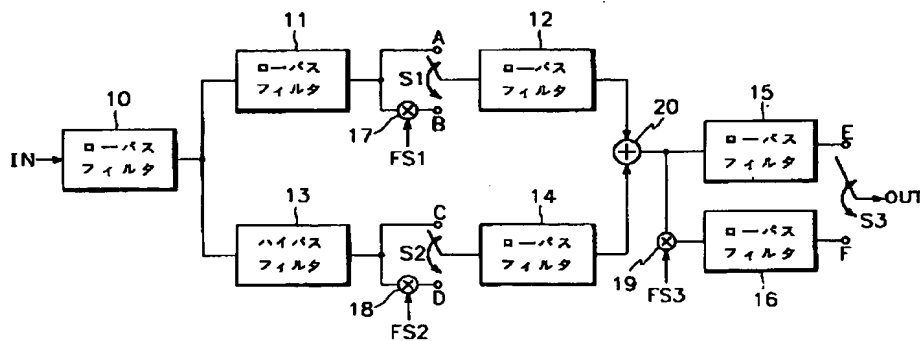 11
12
A
ローパス
フィルタ
S1
ローパス
フィルタ
10
15
17
B
20
ローパス
フィルタ
E
IN
ローパス
フィルタ
FS1
OUT
13
14
S3
C
ハイパス
フィルタ
S2
ローパス
フィルタ
ローパス
フィルタ
F
19
18
D
FS3
16
FS2